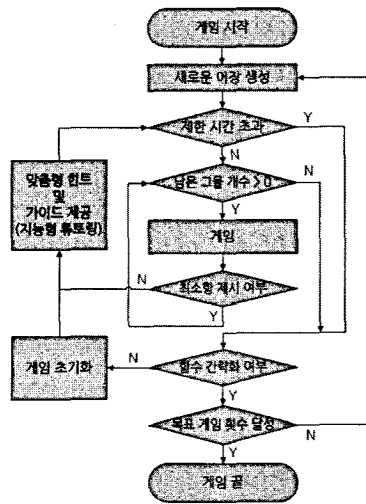 게임 시작
새로운 어장 생성
제한 시간 초과
Y
N
남은 그물 개수 > 0
N
Y
맞춤형 힌트
및
가이드 제공
(지능형 튜토링)
게임
최소항 제시 여부
N
Y
함수 간략화 여부
N
Y
게임 초기화
목표 게임 횟수 달성
N
Y
게임 끝